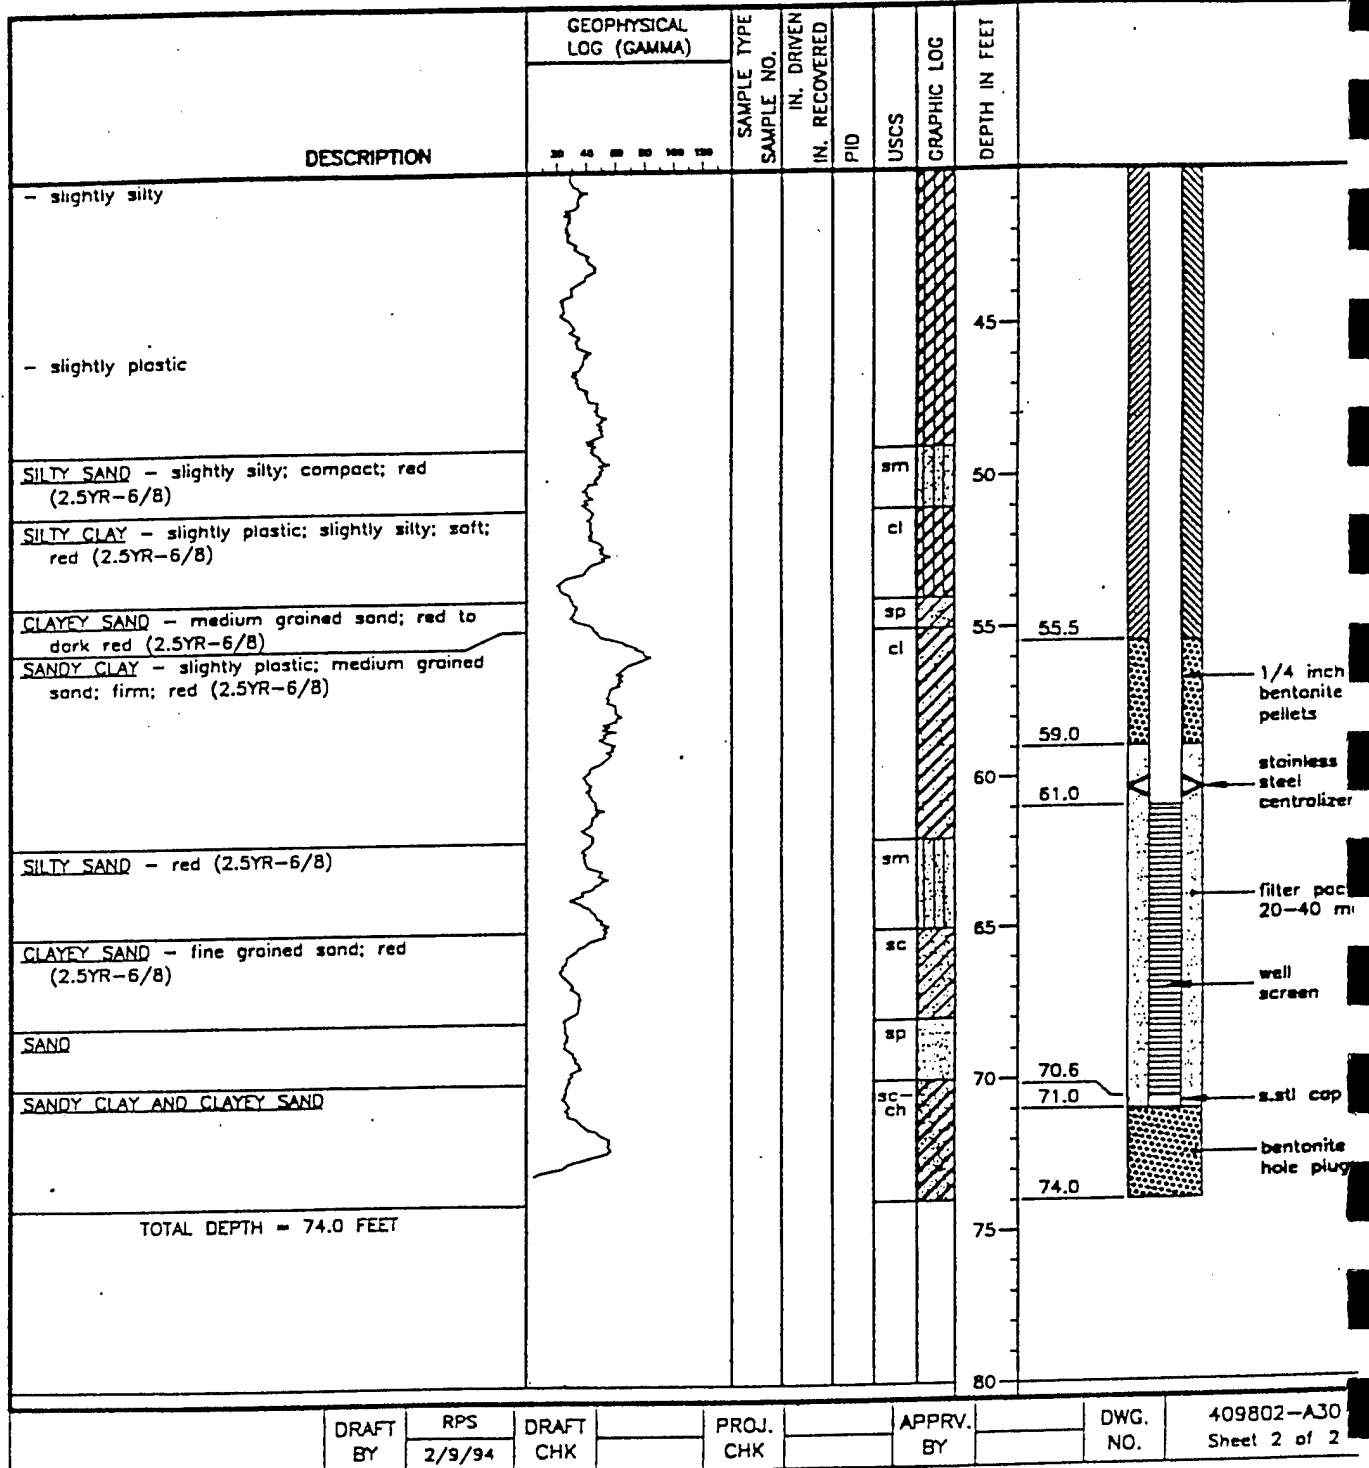 GEOPHYSICAL
LOG (GAMMA)
SAMPLE TYPE
SAMPLE NO.
IN. DRIVEN
IN. RECOVERED
PID
USCS
GRAPHIC LOG
DEPTH IN FEET
DESCRIPTION
20 40 80 100
- slightly silty
45
- slightly plastic
SILTY SAND - slightly silty; compact; red
(2.5YR-6/8)
sm
50
SILTY CLAY - slightly plastic; slightly silty; soft;
red (2.5YR-6/8)
cl
CLAYEY SAND - medium grained sand; red to
dark red (2.5YR-6/8)
sp
55
55.5
SANDY CLAY - slightly plastic; medium grained
sand; firm; red (2.5YR-6/8)
cl
1/4 inch
bentonite
pellets
59.0
stainless
steel
centralizer
60
61.0
SILTY SAND - red (2.5YR-6/8)
sm
filter pac
20-40 m
65
CLAYEY SAND - fine grained sand; red
(2.5YR-6/8)
sc
well
screen
SAND
sp
70
70.6
SANDY CLAY AND CLAYEY SAND
sc-
ch
71.0
s.stl cap
bentonite
hole plug
74.0
TOTAL DEPTH = 74.0 FEET
75
80
DRAFT
BY
RPS
2/9/94
DRAFT
CHK
PROJ.
CHK
APPRV.
BY
DWG.
NO.
409802-A30
Sheet 2 of 2